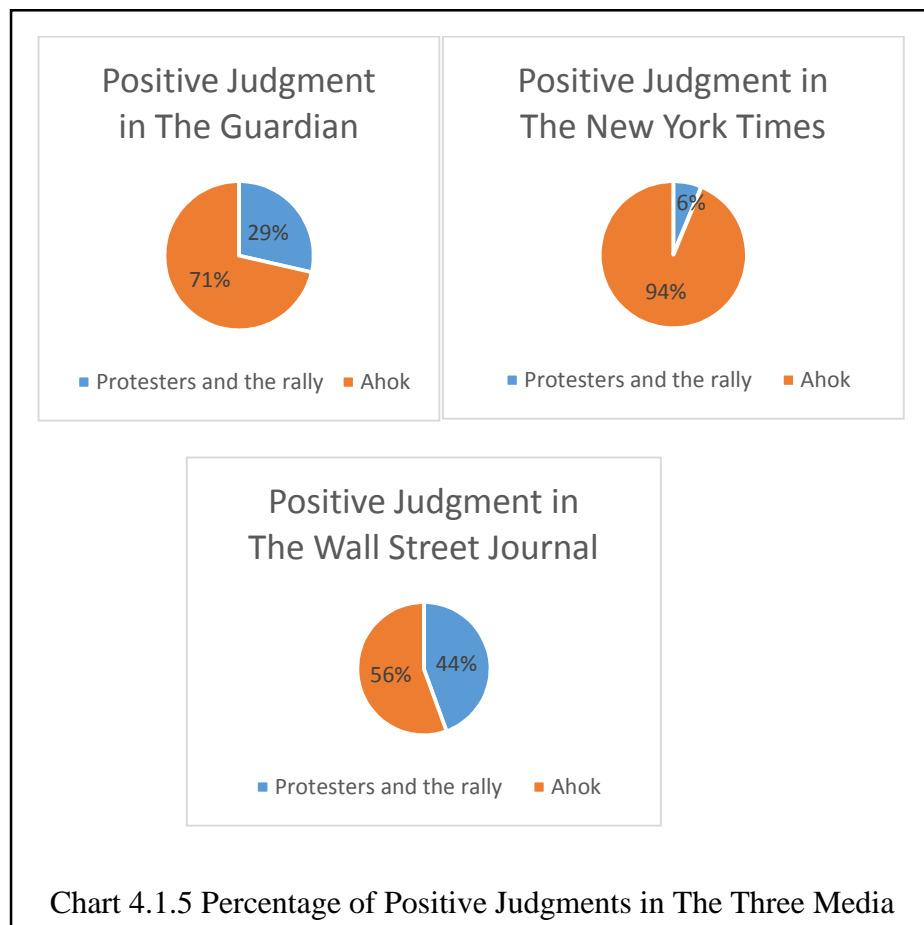 Positive Judgment
in The Guardian
29%
71%
Protesters and the rally Ahok
Positive Judgment in
The New York Times
6%
94%
Protesters and the rally Ahok
Positive Judgment in
The Wall Street Journal
44%
56%
Protesters and the rally Ahok
Chart 4.1.5 Percentage of Positive Judgments in The Three Media